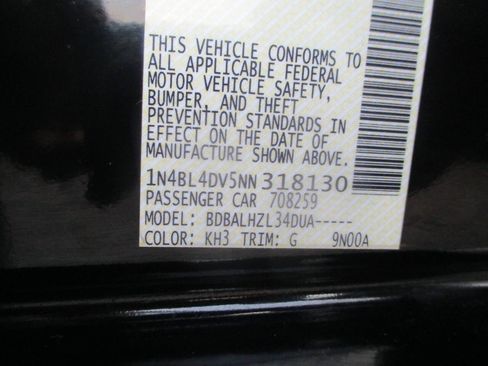 THIS VEHICLE CONFORMS TO
ALL APPLICABLE FEDERAL
MOTOR VEHICLE SAFETY,
BUMPER, AND THEFT
PREVENTION STANDARDS IN
EFFECT ON THE DATE OF
MANUFACTURE SHOWN ABOVE.
1N4BL4DV5NN318130
PASSENGER CAR 708259
MODEL: BDBALHZL34DUA-----
COLOR: KH3 TRIM: G 9N00A